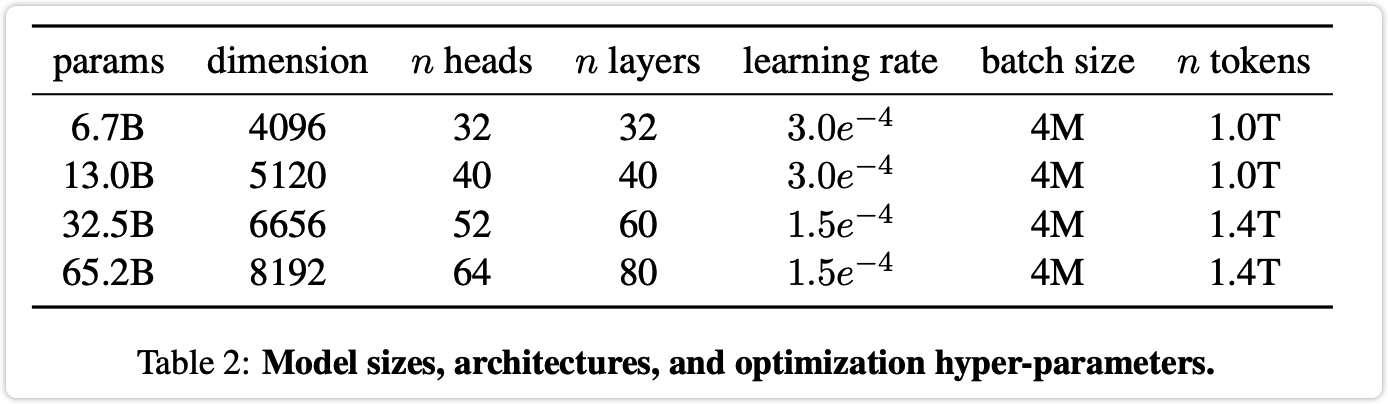 params dimension n heads n layers learning rate batch size n tokens
6.7B 4096 32 32 3.0e⁻⁴ 4M 1.0T
13.0B 5120 40 40 3.0e⁻⁴ 4M 1.0T
32.5B 6656 52 60 1.5e⁻⁴ 4M 1.4T
65.2B 8192 64 80 1.5e⁻⁴ 4M 1.4T
Table 2: Model sizes, architectures, and optimization hyper-parameters.